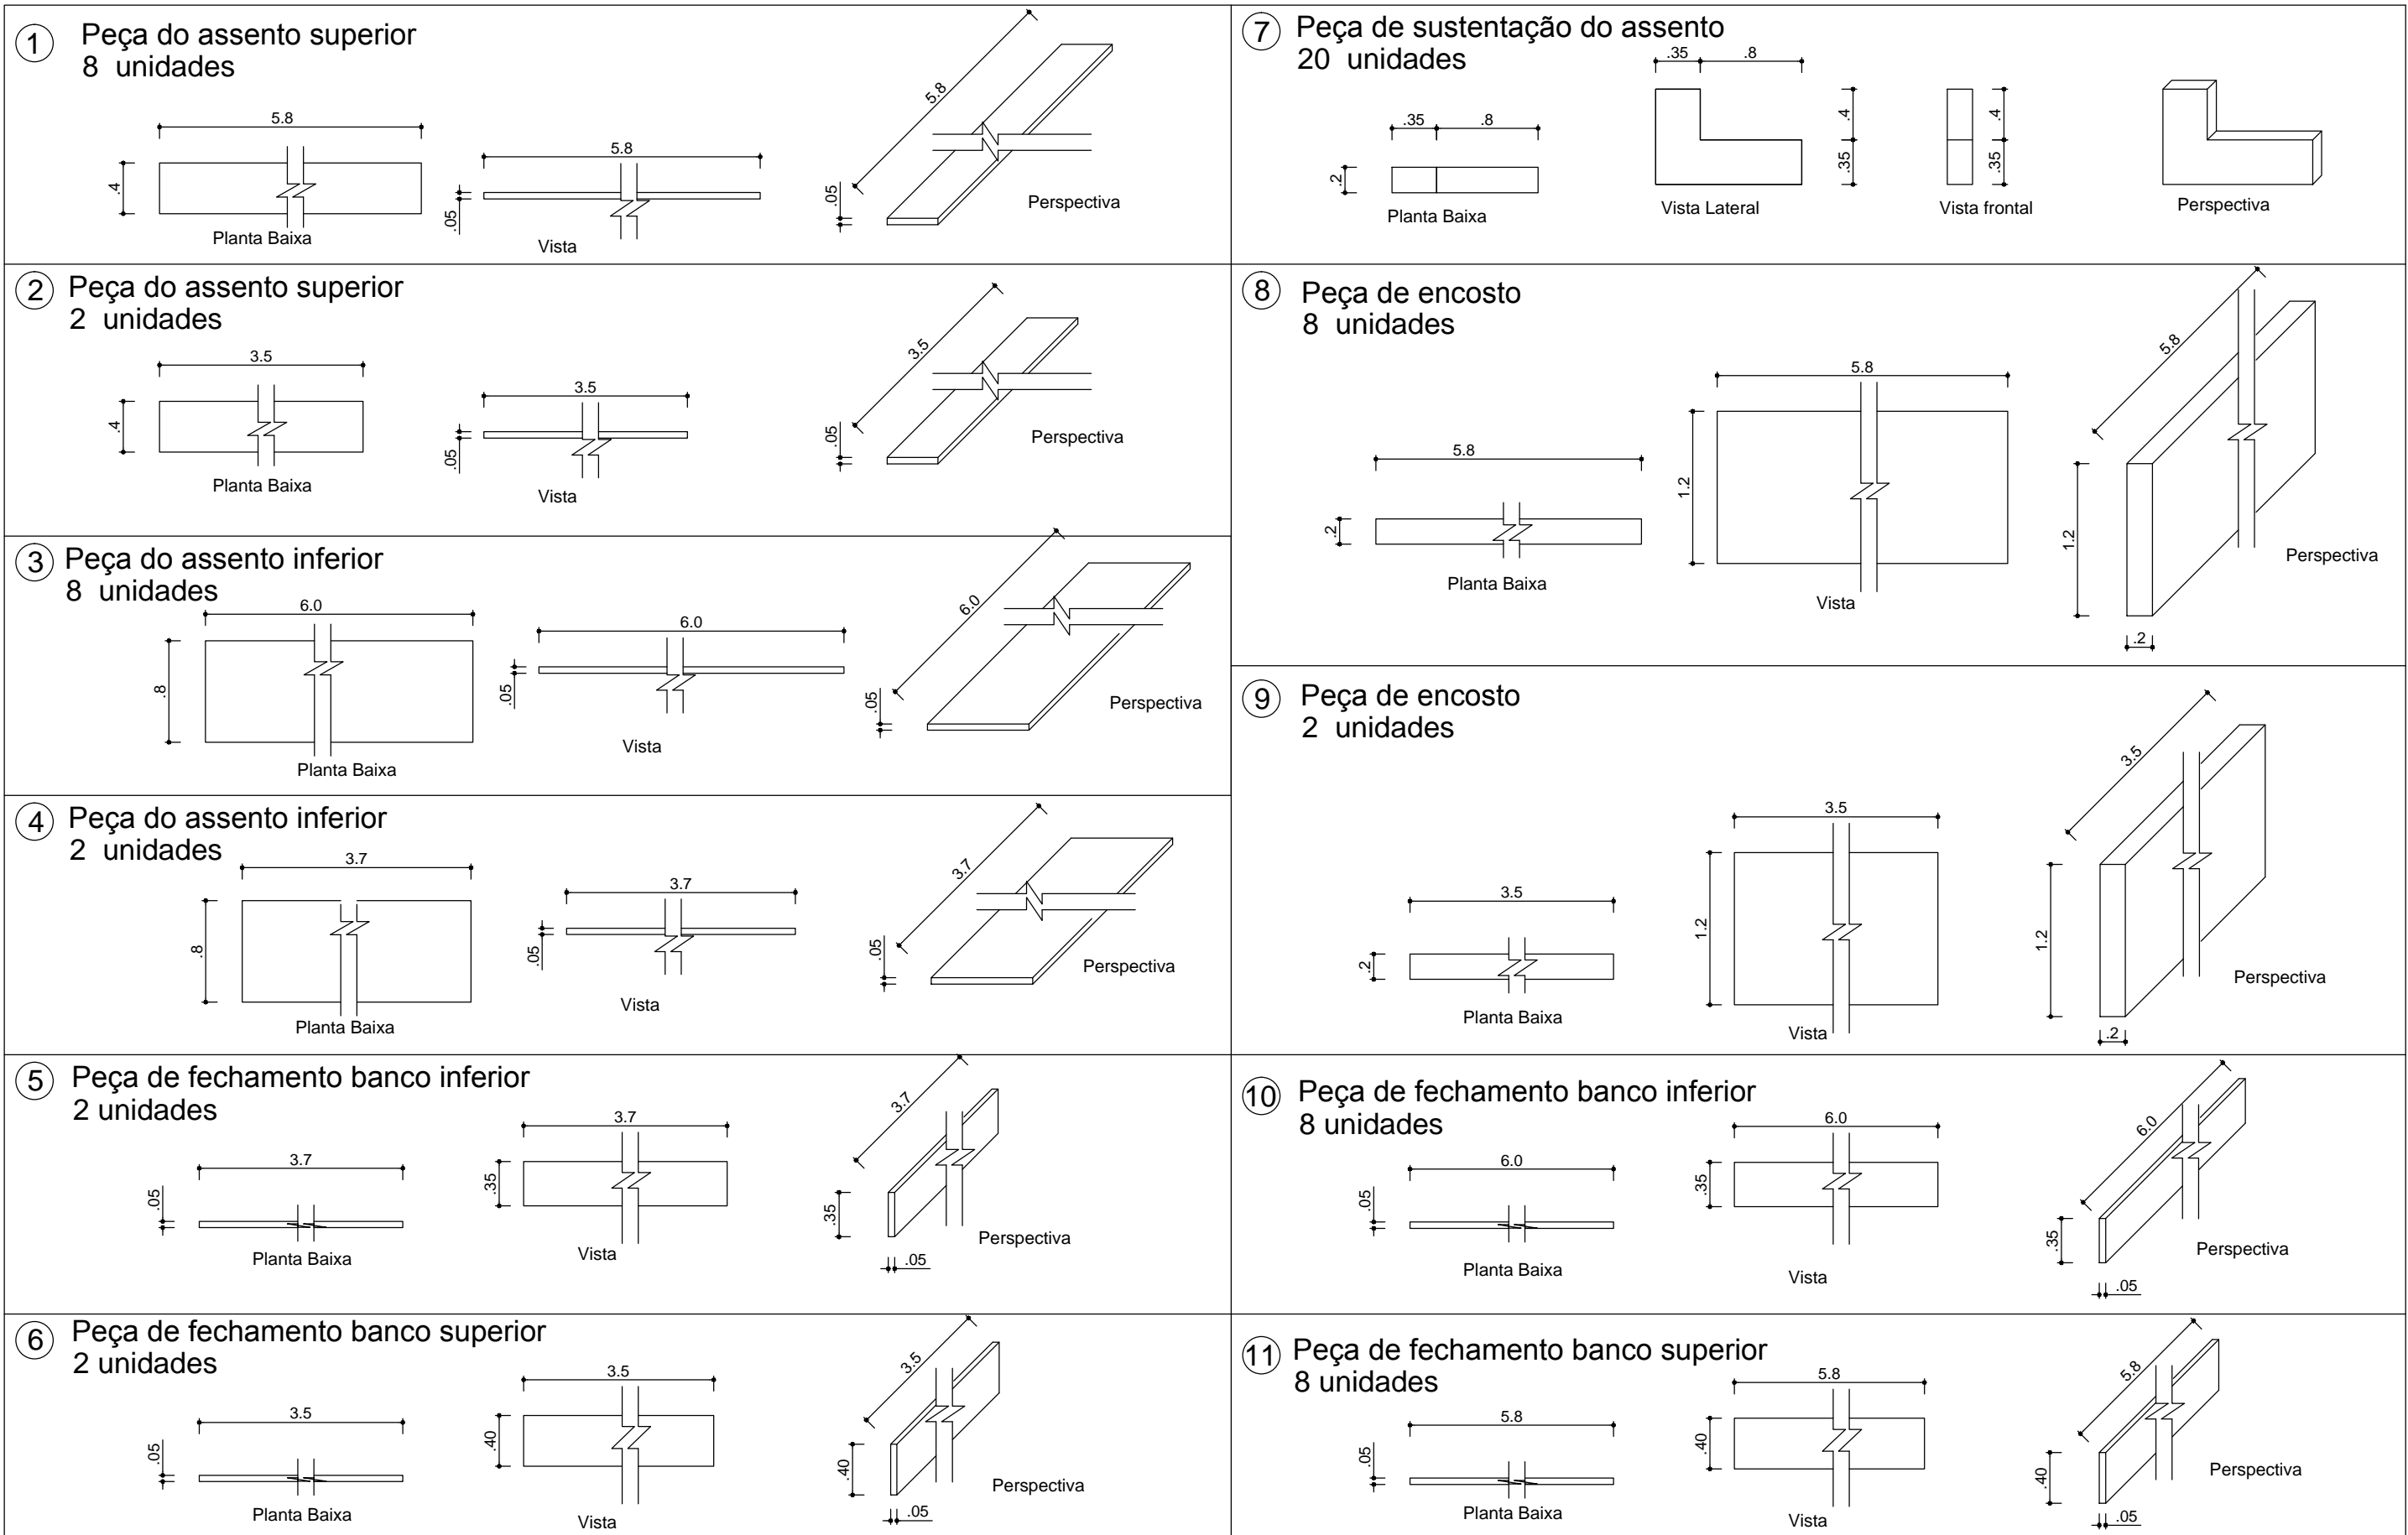 1
Peça do assento superior
8 unidades
5.8
.4
Planta Baixa
5.8
.05
Vista
5.8
.05
Perspectiva
2
Peça do assento superior
2 unidades
3.5
.4
Planta Baixa
3.5
.05
Vista
3.5
.05
Perspectiva
3
Peça do assento inferior
8 unidades
6.0
.8
Planta Baixa
6.0
.05
Vista
6.0
.05
Perspectiva
4
Peça do assento inferior
2 unidades
3.7
.8
Planta Baixa
3.7
.05
Vista
3.7
.05
Perspectiva
5
Peça de fechamento banco inferior
2 unidades
3.7
.05
Planta Baixa
3.7
.35
Vista
3.7
.35
.05
Perspectiva
6
Peça de fechamento banco superior
2 unidades
3.5
.05
Planta Baixa
3.5
.40
Vista
3.5
.40
.05
Perspectiva
7
Peça de sustentação do assento
20 unidades
.35 .8
.2
Planta Baixa
.35 .8
.4
.35
Vista Lateral
.4
.35
Vista frontal
Perspectiva
8
Peça de encosto
8 unidades
5.8
.2
Planta Baixa
5.8
1.2
Vista
5.8
1.2
.2
Perspectiva
9
Peça de encosto
2 unidades
3.5
.2
Planta Baixa
3.5
1.2
Vista
3.5
1.2
.2
Perspectiva
10
Peça de fechamento banco inferior
8 unidades
6.0
.05
Planta Baixa
6.0
.35
Vista
6.0
.35
.05
Perspectiva
11
Peça de fechamento banco superior
8 unidades
5.8
.05
Planta Baixa
5.8
.40
Vista
5.8
.40
.05
Perspectiva